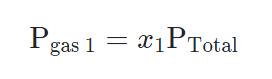 P_gas 1 = x_1 P_Total